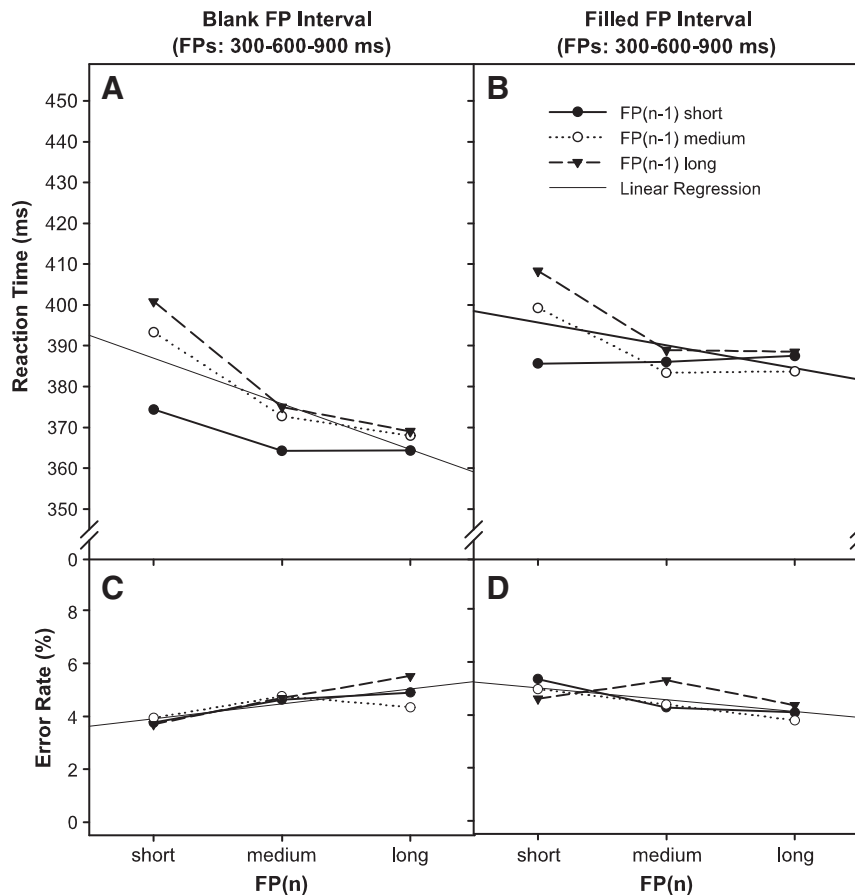 Blank FP Interval
(FPs: 300-600-900 ms)
Filled FP Interval
(FPs: 300-600-900 ms)
A
B
450
440
430
420
410
400
390
380
370
360
350
0
Reaction Time (ms)
FP(n-1) short
FP(n-1) medium
FP(n-1) long
Linear Regression
C
D
8
6
4
2
0
Error Rate (%)
short medium long
short medium long
FP(n)
FP(n)